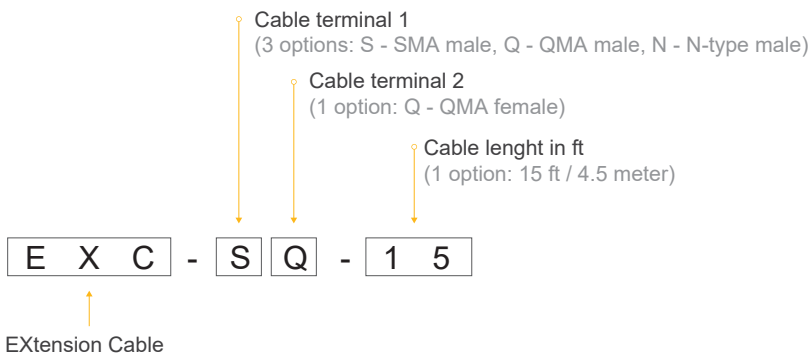 Cable terminal 1
(3 options: S - SMA male, Q - QMA male, N - N-type male)
Cable terminal 2
(1 option: Q - QMA female)
Cable lenght in ft
(1 option: 15 ft / 4.5 meter)
E X C - S Q - 1 5
EXtension Cable